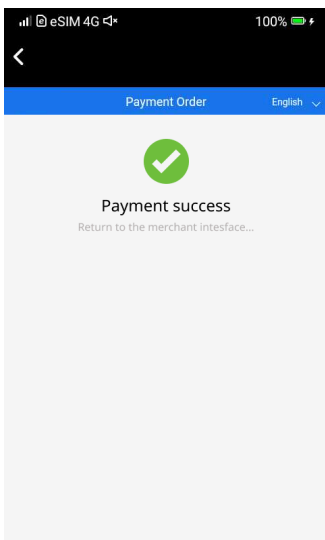 eSIM 4G 100%
Payment Order English
Payment success
Return to the merchant intesface...